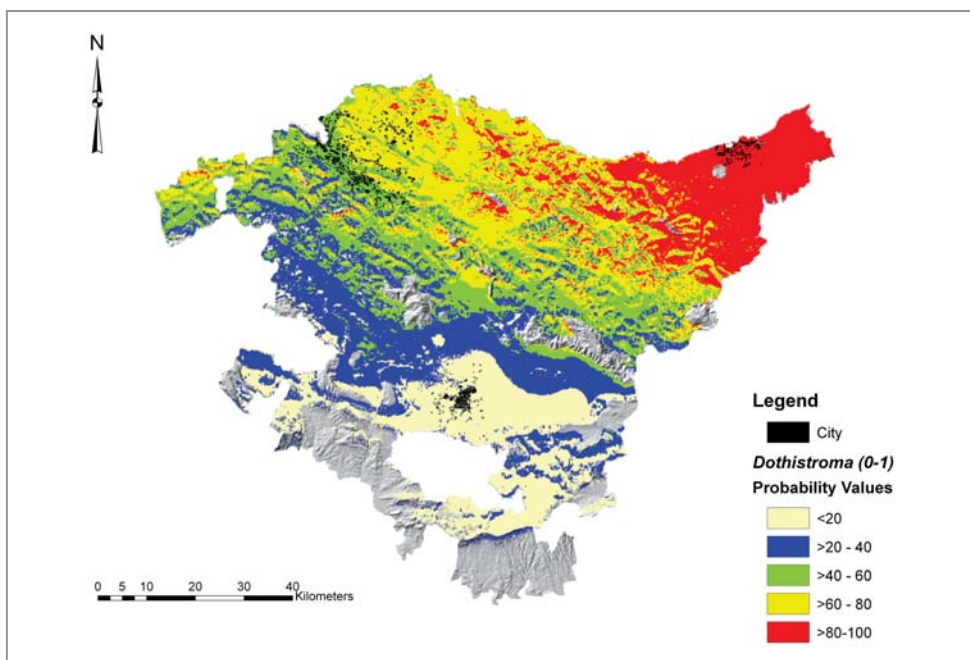 N
Legend
City
Dothistroma (0-1)
Probability Values
<20
>20 - 40
>40 - 60
>60 - 80
>80-100
0 5 10 20 30 40
Kilometers